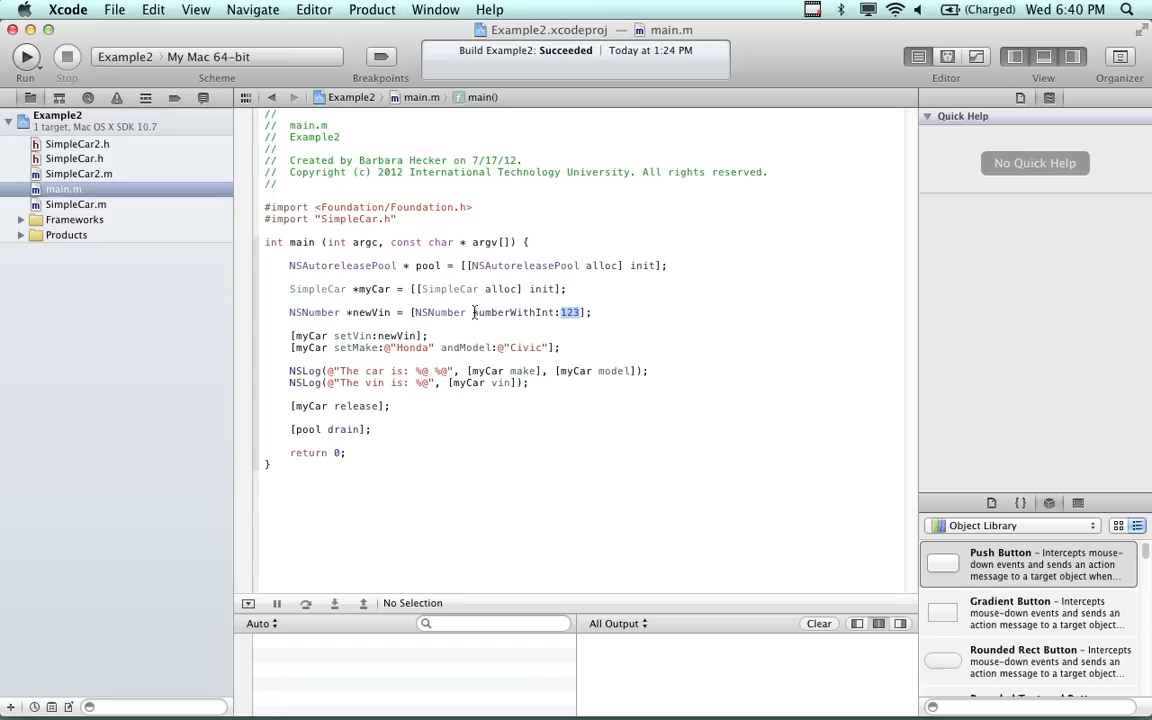 Xcode File Edit View Navigate Editor Product Window Help (Charged) Wed 6:40 PM
Example2.xcodeproj — main.m
Run Stop Example2 My Mac 64-bit Scheme Breakpoints
Build Example2: Succeeded | Today at 1:24 PM
Editor View Organizer
Example2 main.m main()
Example2
1 target, Mac OS X SDK 10.7
SimpleCar2.h
SimpleCar.h
SimpleCar2.m
main.m
SimpleCar.m
Frameworks
Products
//
// main.m
// Example2
//
// Created by Barbara Hecker on 7/17/12.
// Copyright (c) 2012 International Technology University. All rights reserved.
//
#import <Foundation/Foundation.h>
#import "SimpleCar.h"
int main (int argc, const char * argv[]) {
NSAutoreleasePool * pool = [[NSAutoreleasePool alloc] init];
SimpleCar *myCar = [[SimpleCar alloc] init];
NSNumber *newVin = [NSNumber numberWithInt:123];
[myCar setVin:newVin];
[myCar setMake:@"Honda" andModel:@"Civic"];
NSLog(@"The car is: %@ %@", [myCar make], [myCar model]);
NSLog(@"The vin is: %@", [myCar vin]);
[myCar release];
[pool drain];
return 0;
}
No Selection
Auto
All Output
Clear
Quick Help
No Quick Help
Object Library
Push Button – Intercepts mouse-
down events and sends an action
message to a target object when...
Gradient Button – Intercepts
mouse-down events and sends an
action message to a target object...
Rounded Rect Button – Intercepts
mouse-down events and sends an
action message to a target object...